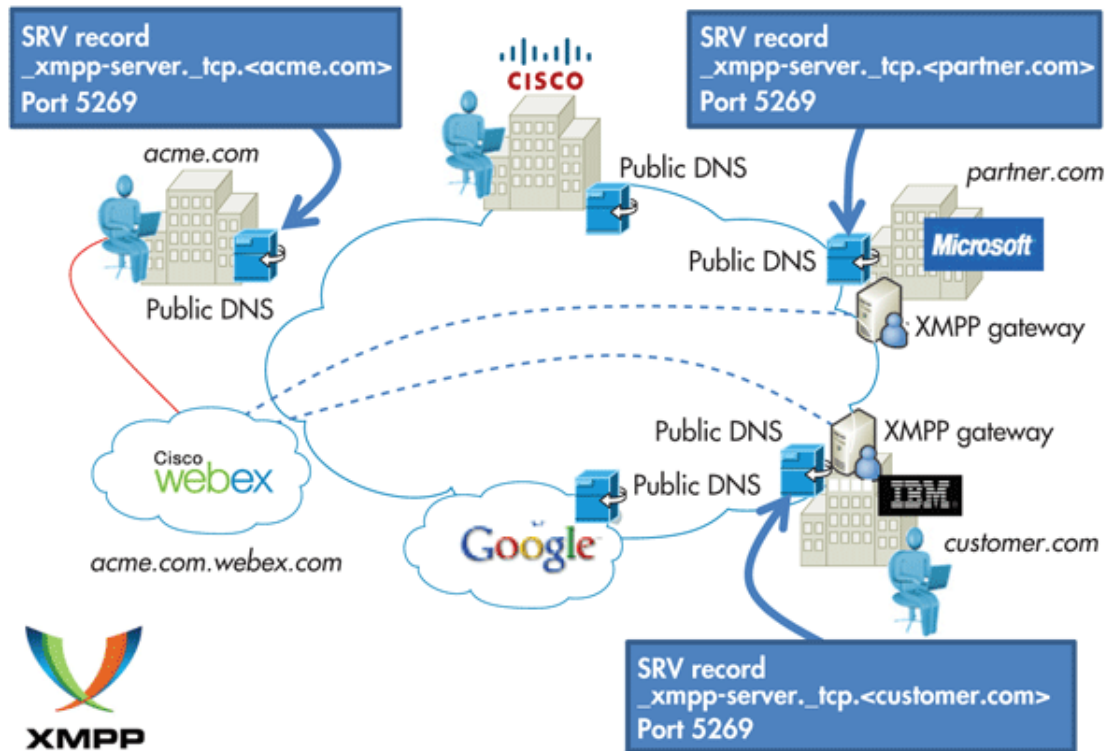 SRV record
_xmpp-server._tcp.<acme.com>
Port 5269
CISCO
SRV record
_xmpp-server._tcp.<partner.com>
Port 5269
acme.com
Public DNS
partner.com
Microsoft
Public DNS
Public DNS
XMPP gateway
Public DNS
XMPP gateway
Cisco
webex
Public DNS
IBM
Google
customer.com
acme.com.webex.com
SRV record
_xmpp-server._tcp.<customer.com>
Port 5269
XMPP